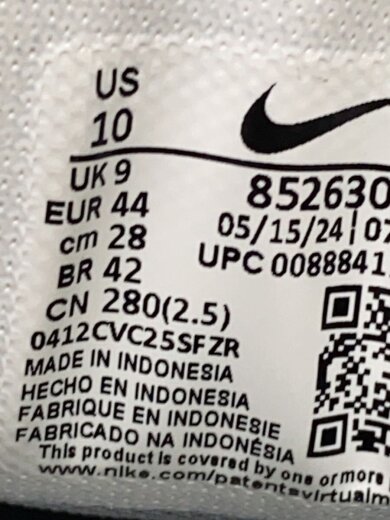 US
10
UK 9
EUR 44
cm 28
BR 42
CN 280(2.5)
0412CVC25SFZR
MADE IN INDONESIA
HECHO EN INDONESIA
FABRIQUE EN INDONESIE
FABRICADO NA INDONÉSIA
This product is covered by one or more
www.nike.com/patentsvirtualm
852630
05/15/24|07
UPC 0088841